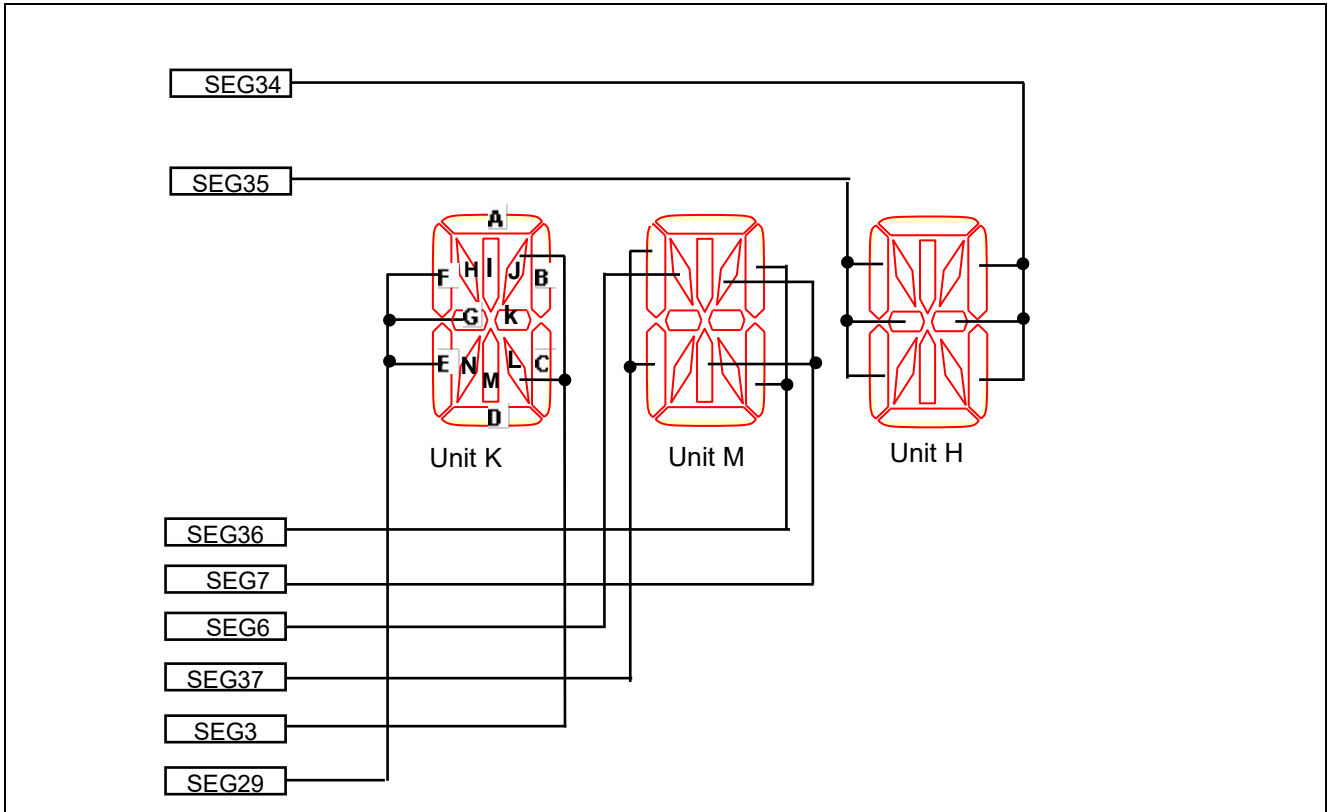 SEG34
SEG35
A
F H I J B
G k
E N M L C
D
Unit K
Unit M
Unit H
SEG36
SEG7
SEG6
SEG37
SEG3
SEG29